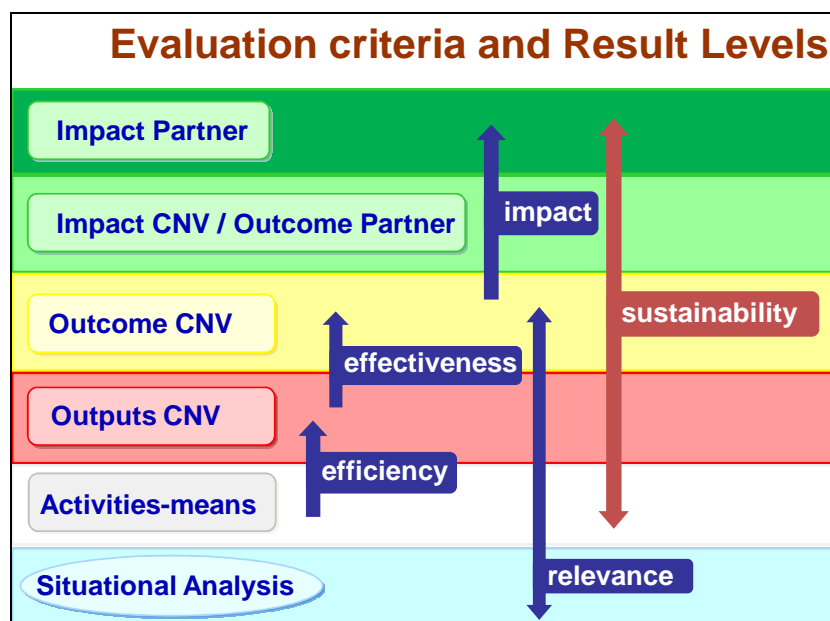 Evaluation criteria and Result Levels
Impact Partner
Impact CNV / Outcome Partner
impact
Outcome CNV
sustainability
effectiveness
Outputs CNV
efficiency
Activities-means
Situational Analysis
relevance